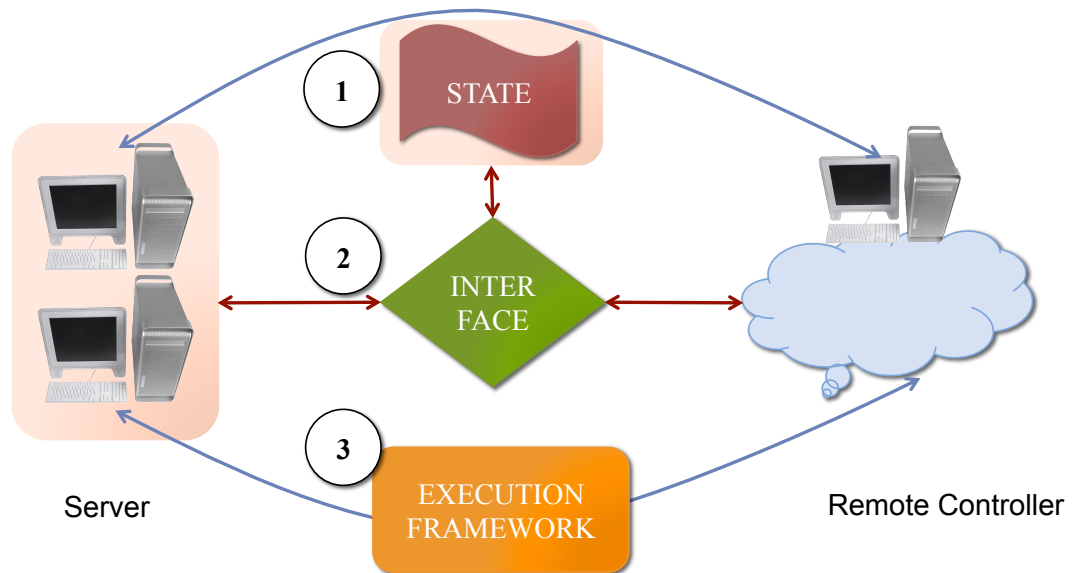 1
STATE
2
INTER
FACE
3
EXECUTION
FRAMEWORK
Server
Remote Controller